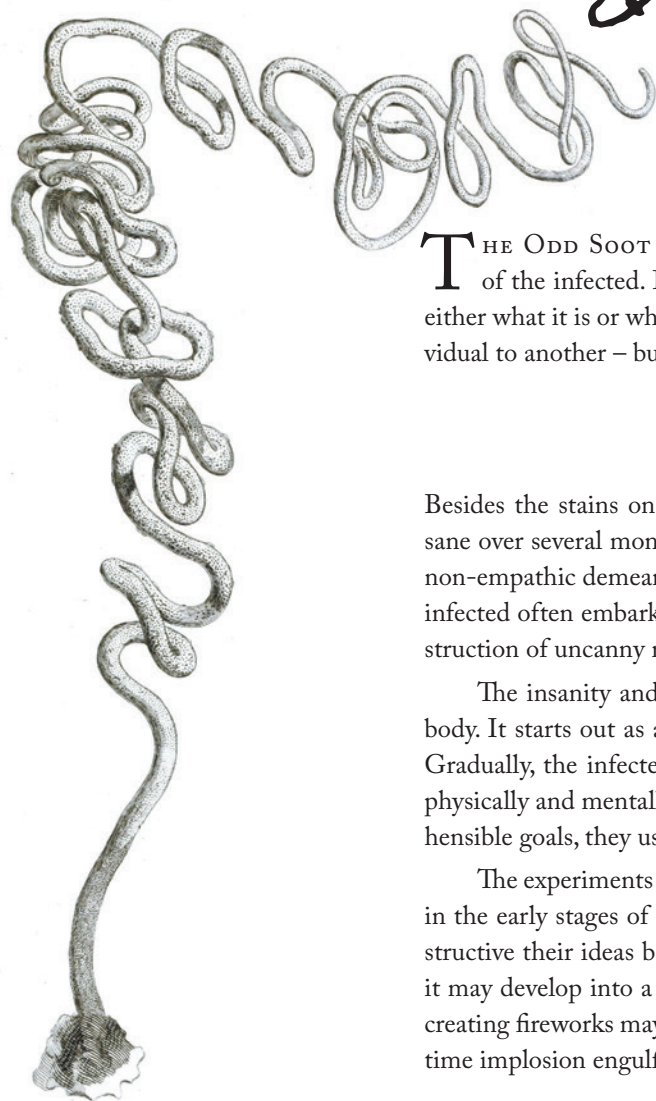 THE ODD SOOT
of the infected.
either what it is or
vidual to another – bu
Besides the stains on
sane over several mon
non-empathic demear
infected often embark
struction of uncanny
The insanity and
body. It starts out as a
Gradually, the infecte
physically and mentall
hensible goals, they us
The experiments
in the early stages of
structive their ideas b
it may develop into a
creating fireworks may
time implosion engulf